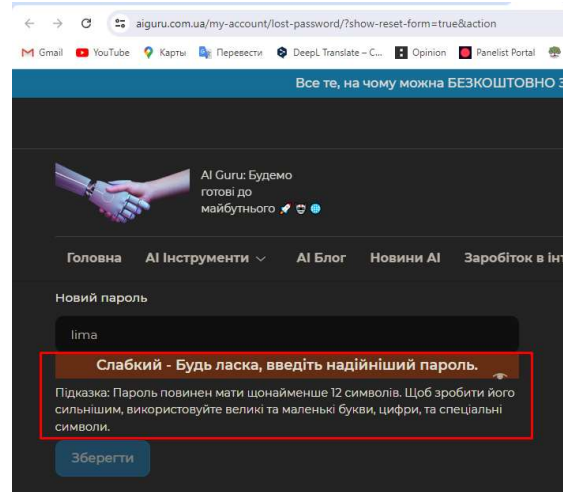 aiguru.com.ua/my-account/lost-password/?show-reset-form=true&action
Gmail YouTube Карты Перевести DeepL Translate – C... Opinion Panelist Portal
Все те, на чому можна БЕЗКОШТОВНО З
AI Guru: Будемо
готові до
майбутнього
Головна AI Інструменти AI Блог Новини AI Заробіток в ін
Новий пароль
lima
Слабкий - Будь ласка, введіть надійніший пароль.
Підказка: Пароль повинен мати щонайменше 12 символів. Щоб зробити його
сильнішим, використовуйте великі та маленькі букви, цифри, та спеціальні
символи.
Зберегти